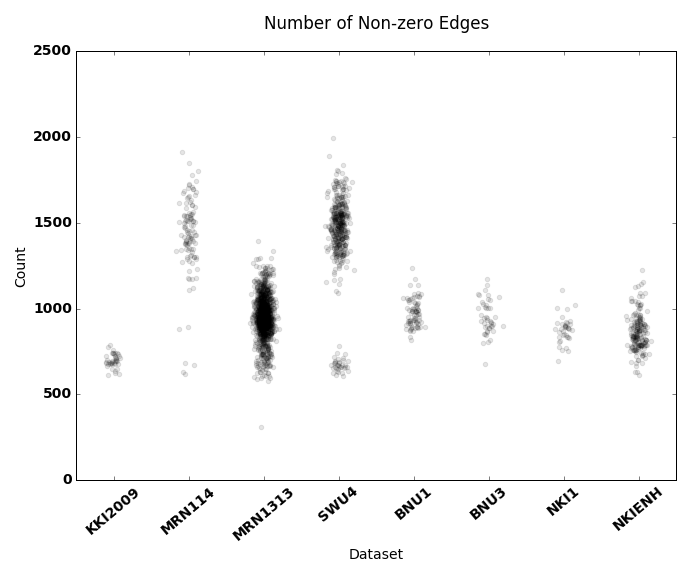 Number of Non-zero Edges
2500
2000
1500
1000
500
0
Count
KKI2009
MRN114
MRN1313
SWU4
BNU1
BNU3
NKI1
NKIENH
Dataset